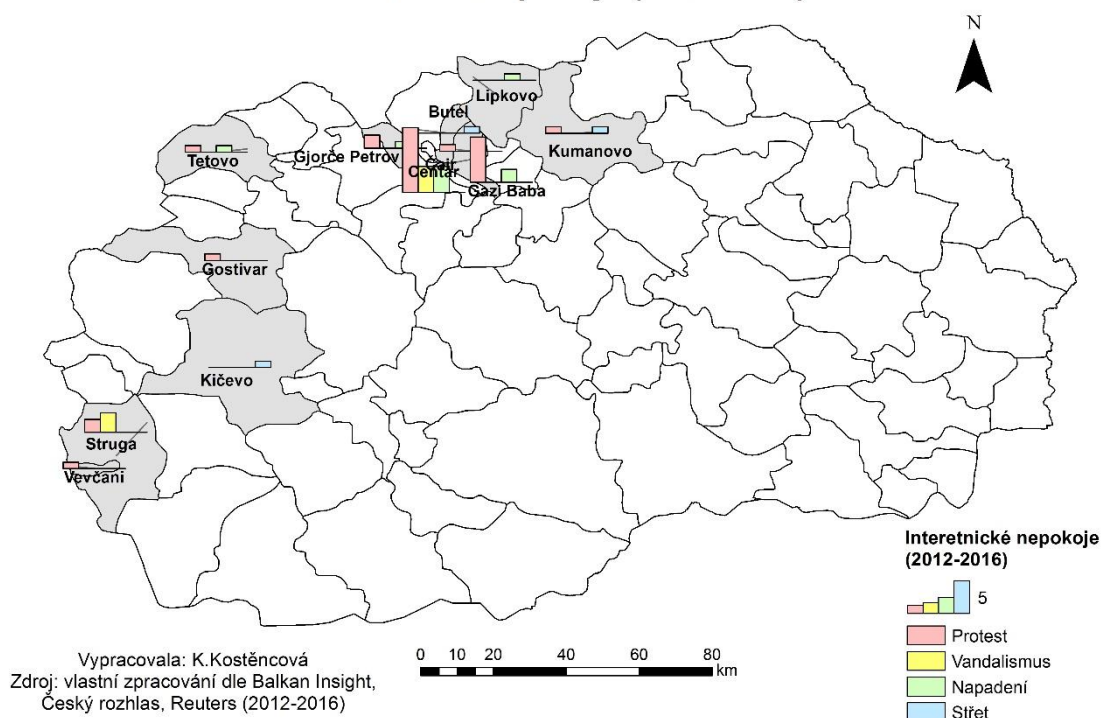 N
Lipkovo
Butel
Kumanovo
Tetovo
Gjorče Petrov
Čair
Centar
Gazi Baba
Gostivar
Kičevo
Struga
Vevčani
Interetnické nepokoje
(2012-2016)
5
Protest
Vandalismus
Napadení
Střet
0 10 20 40 60 80
km
Vypracovala: K.Kostěncová
Zdroj: vlastní zpracování dle Balkan Insight,
Český rozhlas, Reuters (2012-2016)